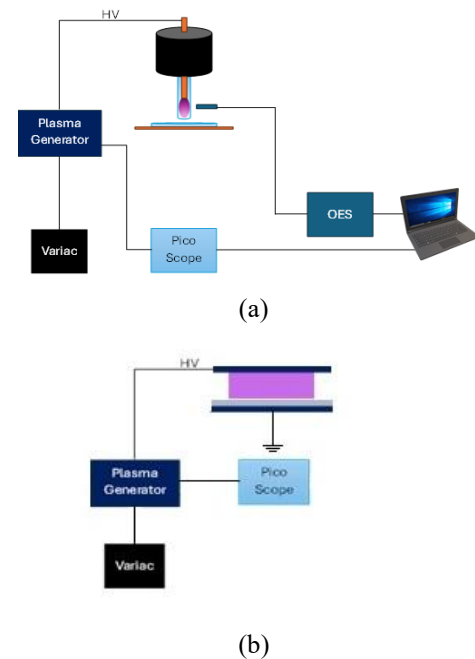 HV
Plasma
Generator
OES
Variac
Pico
Scope
(a)
HV
Plasma
Generator
Pico
Scope
Variac
(b)